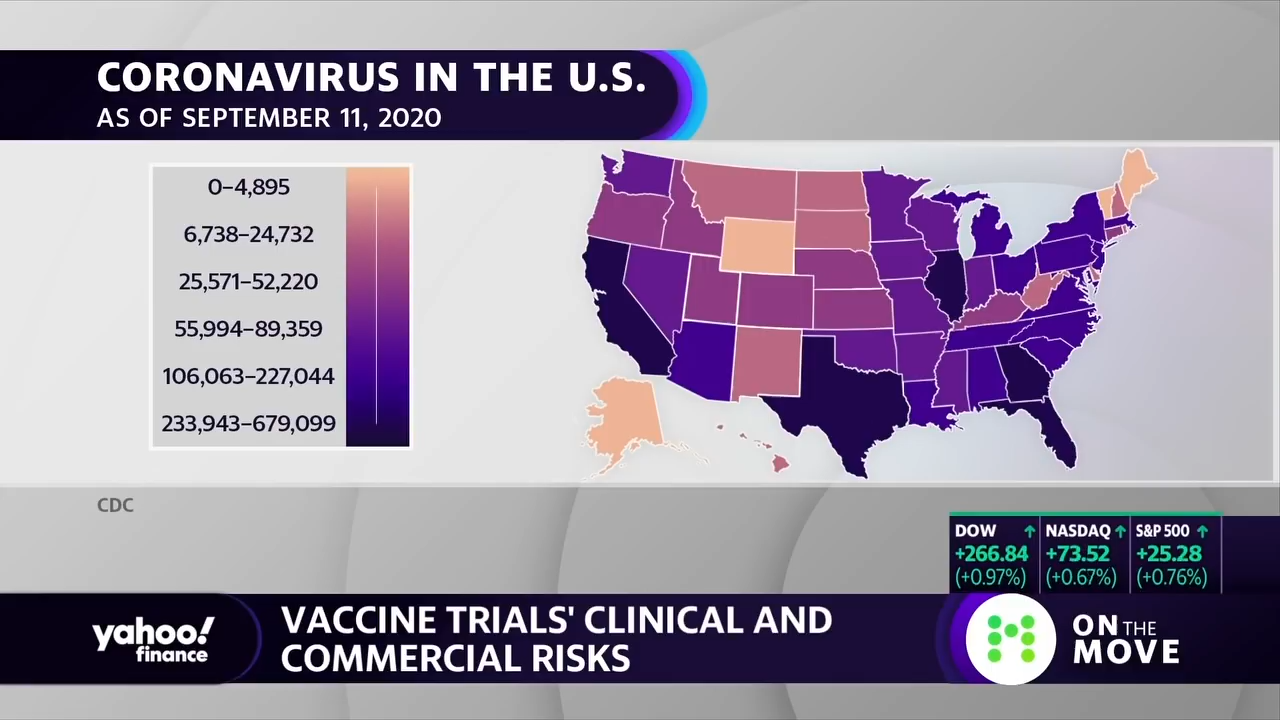 CORONAVIRUS IN THE U.S.
AS OF SEPTEMBER 11, 2020
0–4,895
6,738–24,732
25,571–52,220
55,994–89,359
106,063–227,044
233,943–679,099
CDC
DOW
+266.84
(+0.97%)
NASDAQ
+73.52
(+0.67%)
S&P 500
+25.28
(+0.76%)
yahoo!
finance
VACCINE TRIALS' CLINICAL AND
COMMERCIAL RISKS
ON THE
MOVE